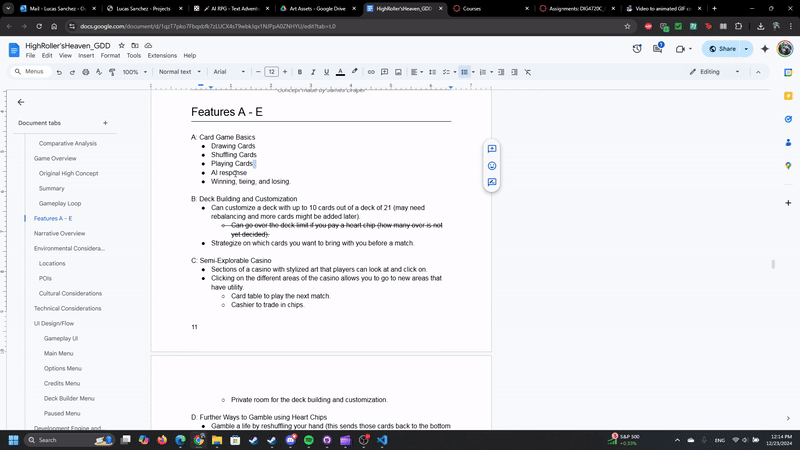 Mail - Lucas Sanchez - O
Lucas Sanchez - Projects
AI RPG - Text Advent
Art Assets - Google Drive
HighRoller'sHeaven_GDD
Courses
Assignments: DIG4720C
Video to animated GIF c
HighRoller'sHeaven_GDD
File Edit View Insert Format Tools Extensions Help
Share
Menus 100% Normal text Arial 12 Editing
Document tabs
Comparative Analysis
Game Overview
Original High Concept
Summary
Gameplay Loop
Features A - E
Narrative Overview
Environmental Considera...
Locations
POIs
Cultural Considerations
Technical Considerations
UI Design/Flow
Gameplay UI
Main Menu
Options Menu
Credits Menu
Deck Builder Menu
Paused Menu
Features A - E
A: Card Game Basics
● Drawing Cards
● Shuffling Cards
● Playing Cards
● AI response
● Winning, tieing, and losing.
B: Deck Building and Customization
● Can customize a deck with up to 10 cards out of a deck of 21 (may need
rebalancing and more cards might be added later).
○ Can go over the deck limit if you pay a heart chip (how many over is not
yet decided).
● Strategize on which cards you want to bring with you before a match.
C: Semi-Explorable Casino
● Sections of a casino with stylized art that players can look at and click on.
● Clicking on the different areas of the casino allows you to go to new areas that
have utility.
○ Card table to play the next match.
○ Cashier to trade in chips.
11
○ Private room for the deck building and customization.
D: Further Ways to Gamble using Heart Chips
● Gamble a life by reshuffling your hand (this sends those cards back to the bottom
Search
S&P 500
+0.33%
ENG
12:14 PM
12/23/2024